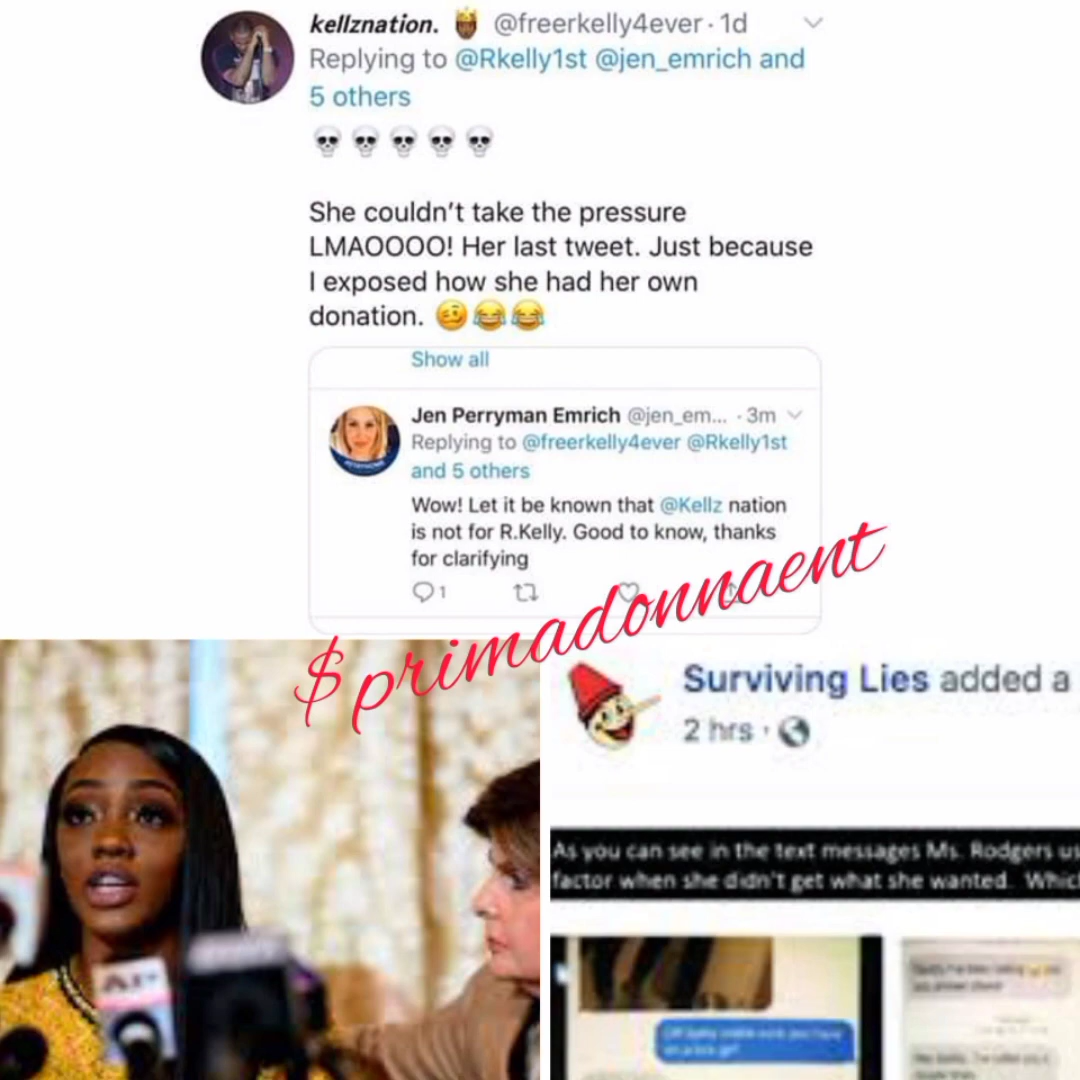 kellznation. 🤴🏾 @freerkelly4ever · 1d
Replying to @Rkelly1st @jen_emrich and
5 others
💀 💀 💀 💀 💀
She couldn't take the pressure
LMAOOOO! Her last tweet. Just because
I exposed how she had her own
donation. 🥴😂😂
Show all
Jen Perryman Emrich @jen_em... · 3m
Replying to @freerkelly4ever @Rkelly1st
and 5 others
Wow! Let it be known that @Kellz nation
is not for R.Kelly. Good to know, thanks
for clarifying
1
$primadonnaent
Surviving Lies added a
2 hrs ·
As you can see in the text messages Ms. Rodgers us
factor when she didn't get what she wanted. Which
AP